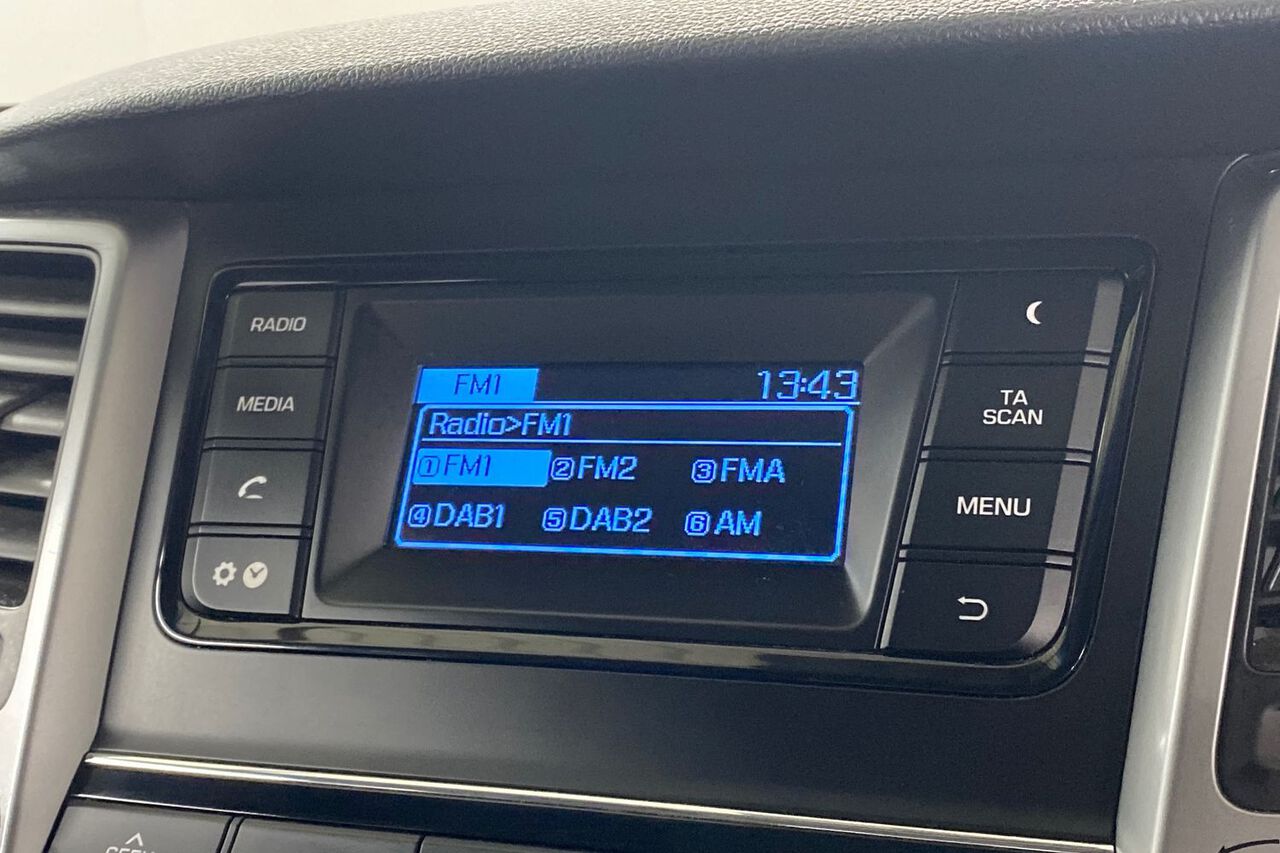 RADIO
MEDIA
FM1 13:43
Radio>FM1
①FM1 ②FM2 ③FMA
④DAB1 ⑤DAB2 ⑥AM
TA
SCAN
MENU